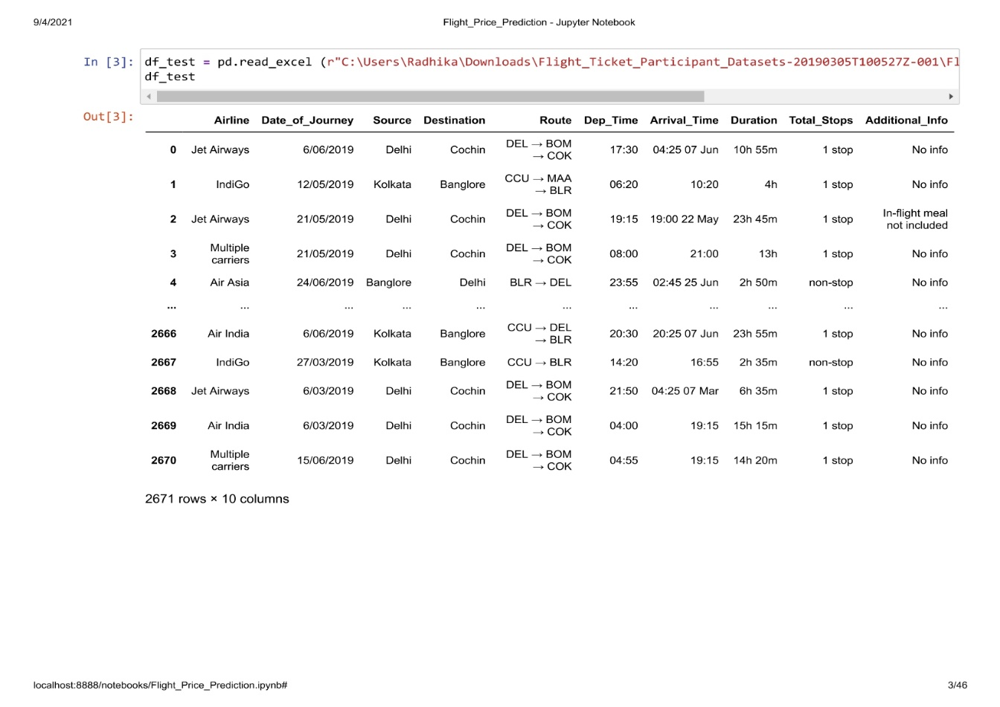 9/4/2021 Flight_Price_Prediction - Jupyter Notebook
In [3]: df_test = pd.read_excel (r"C:\Users\Radhika\Downloads\Flight_Ticket_Participant_Datasets-20190305T100527Z-001\Fl
df_test
Out[3]:
Airline Date_of_Journey Source Destination Route Dep_Time Arrival_Time Duration Total_Stops Additional_Info
0 Jet Airways 6/06/2019 Delhi Cochin DEL → BOM → COK 17:30 04:25 07 Jun 10h 55m 1 stop No info
1 IndiGo 12/05/2019 Kolkata Banglore CCU → MAA → BLR 06:20 10:20 4h 1 stop No info
2 Jet Airways 21/05/2019 Delhi Cochin DEL → BOM → COK 19:15 19:00 22 May 23h 45m 1 stop In-flight meal not included
3 Multiple carriers 21/05/2019 Delhi Cochin DEL → BOM → COK 08:00 21:00 13h 1 stop No info
4 Air Asia 24/06/2019 Banglore Delhi BLR → DEL 23:55 02:45 25 Jun 2h 50m non-stop No info
... ... ... ... ... ... ... ... ... ... ...
2666 Air India 6/06/2019 Kolkata Banglore CCU → DEL → BLR 20:30 20:25 07 Jun 23h 55m 1 stop No info
2667 IndiGo 27/03/2019 Kolkata Banglore CCU → BLR 14:20 16:55 2h 35m non-stop No info
2668 Jet Airways 6/03/2019 Delhi Cochin DEL → BOM → COK 21:50 04:25 07 Mar 6h 35m 1 stop No info
2669 Air India 6/03/2019 Delhi Cochin DEL → BOM → COK 04:00 19:15 15h 15m 1 stop No info
2670 Multiple carriers 15/06/2019 Delhi Cochin DEL → BOM → COK 04:55 19:15 14h 20m 1 stop No info
2671 rows × 10 columns
localhost:8888/notebooks/Flight_Price_Prediction.ipynb# 3/46